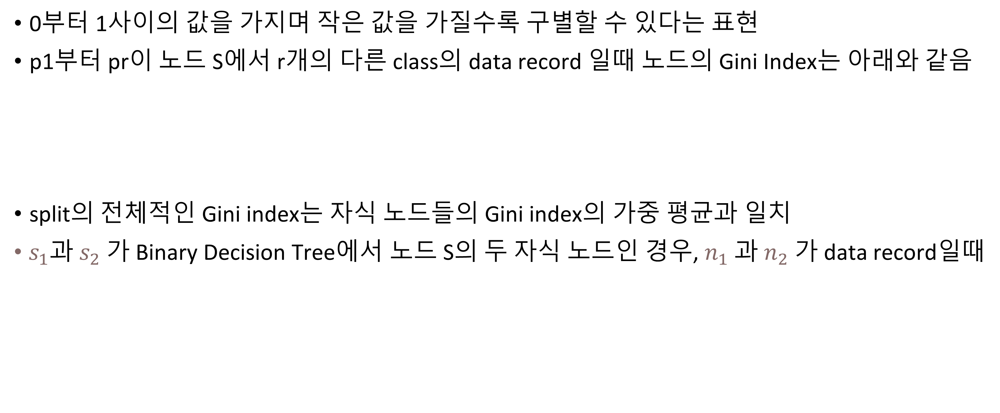 • 0부터 1사이의 값을 가지며 작은 값을 가질수록 구별할 수 있다는 표현
• p1부터 pr이 노드 S에서 r개의 다른 class의 data record 일때 노드의 Gini Index는 아래와 같음
• split의 전체적인 Gini index는 자식 노드들의 Gini index의 가중 평균과 일치
• s₁과 s₂ 가 Binary Decision Tree에서 노드 S의 두 자식 노드인 경우, n₁ 과 n₂ 가 data record일때